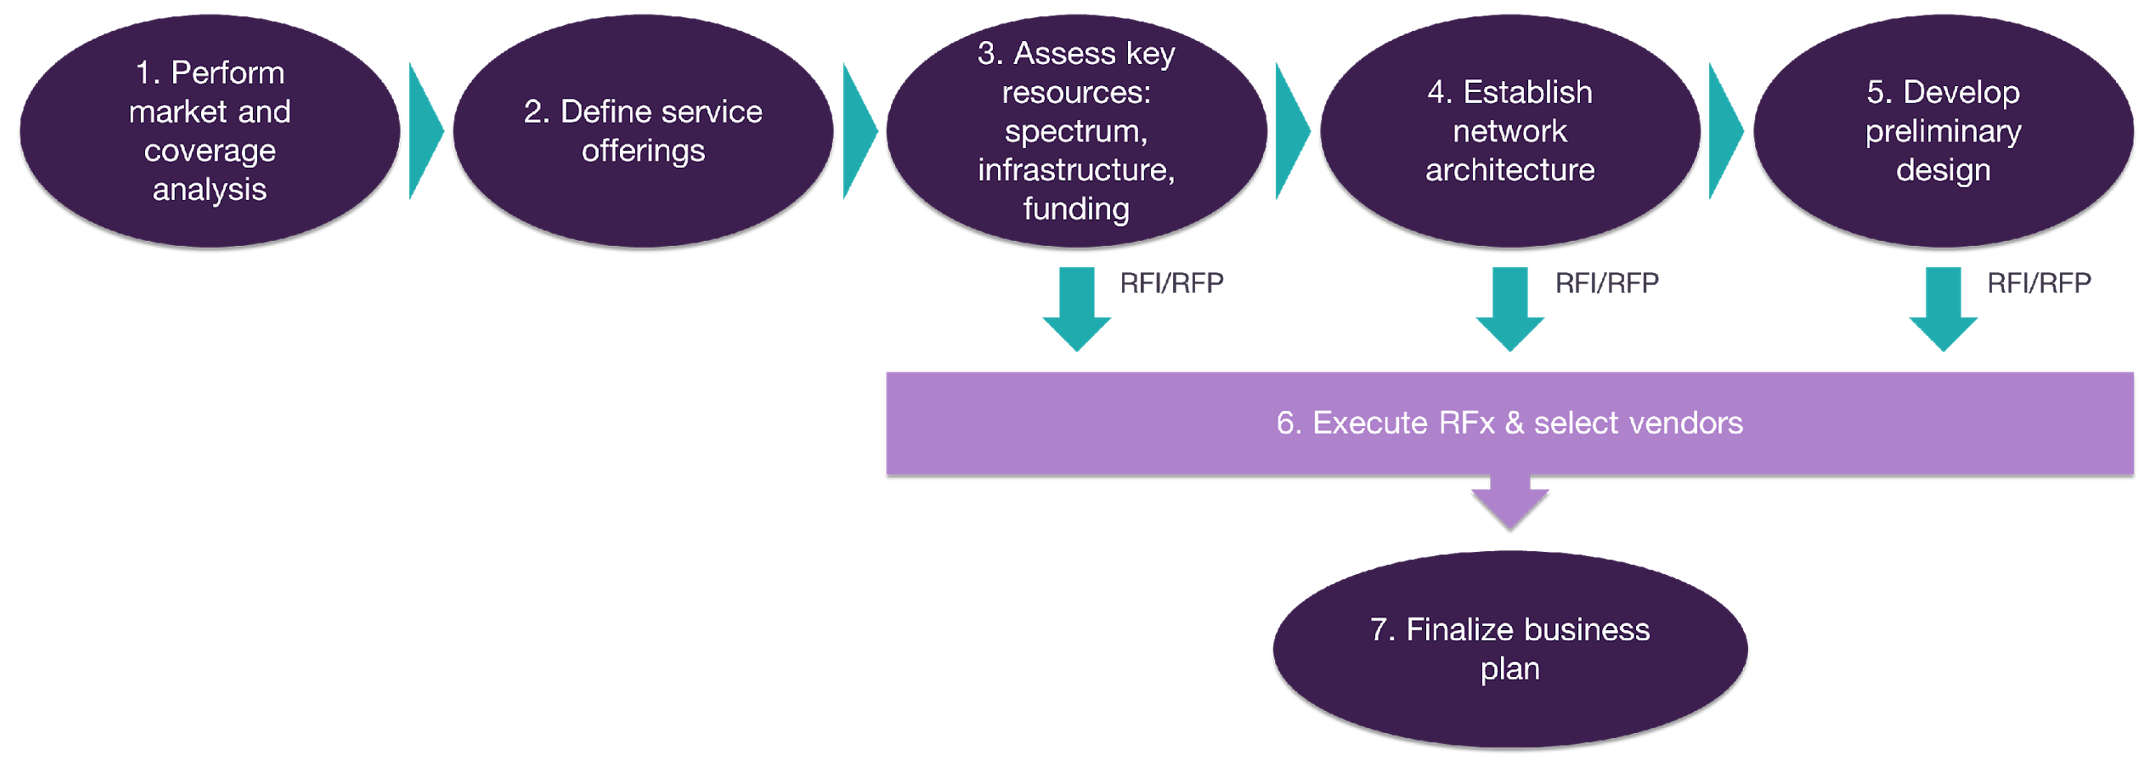 1. Perform
market and
coverage
analysis
2. Define service
offerings
3. Assess key
resources:
spectrum,
infrastructure,
funding
4. Establish
network
architecture
5. Develop
preliminary
design
RFI/RFP
RFI/RFP
RFI/RFP
6. Execute RFx & select vendors
7. Finalize business
plan